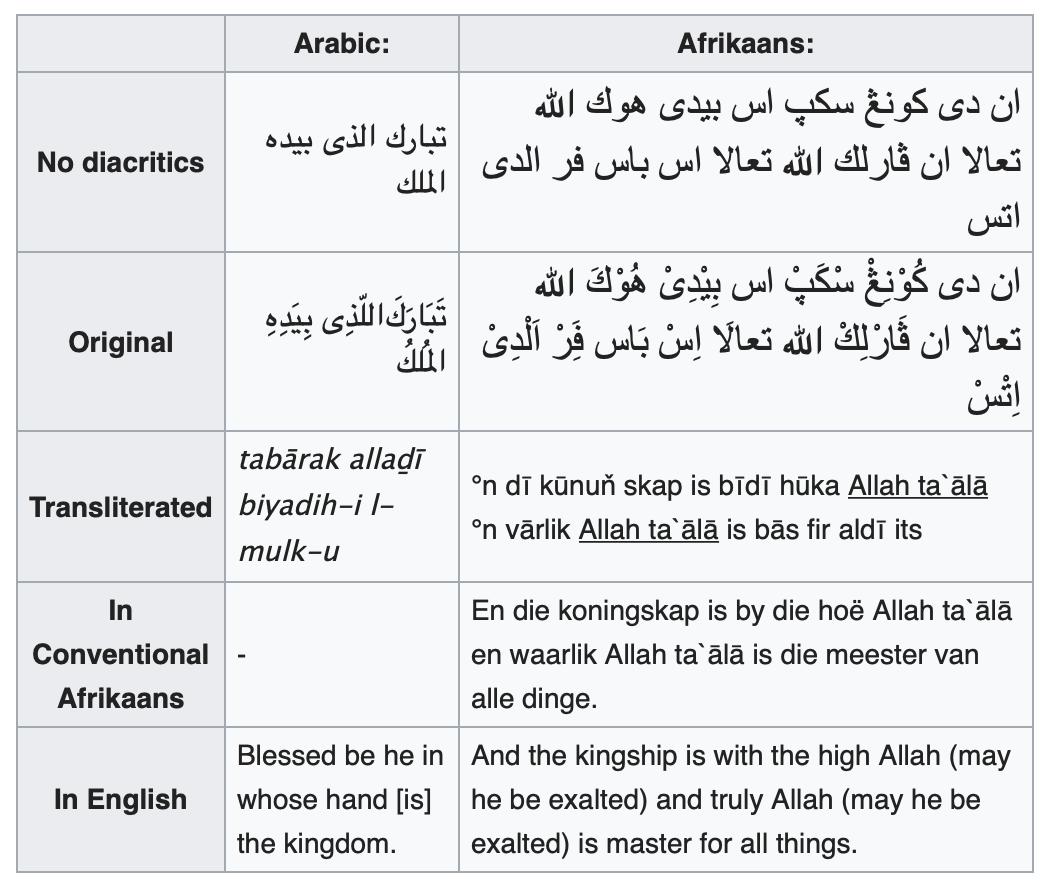 Arabic: Afrikaans:
No diacritics
تبارك الذى بيده
الملك
ان دى كونڠ سكپ اس بيدى هوك الله
تعالا ان ڤارلك الله تعالا اس باس فر الدى
اتس
Original
تَبَارَكَ اللّذِى بِيَدِهِ
الْمُلْكُ
ان دى كُوْنِڠْ سْكَپْ اس بِيْدِىْ هُوْكَ الله
تعالا ان ڤَارْلِكْ الله تعالَا اِسْ بَاس فَِرْ اَلْدِىْ
اِتْسْ
Transliterated
tabārak allaḏī
biyadih-i l-
mulk-u
°n dī kūnuň skap is bīdī hūka Allah ta`ālā
°n vārlik Allah ta`ālā is bās fir aldī its
In
Conventional
Afrikaans
-
En die koningskap is by die hoë Allah ta`ālā
en waarlik Allah ta`ālā is die meester van
alle dinge.
In English
Blessed be he in
whose hand [is]
the kingdom.
And the kingship is with the high Allah (may
he be exalted) and truly Allah (may he be
exalted) is master for all things.